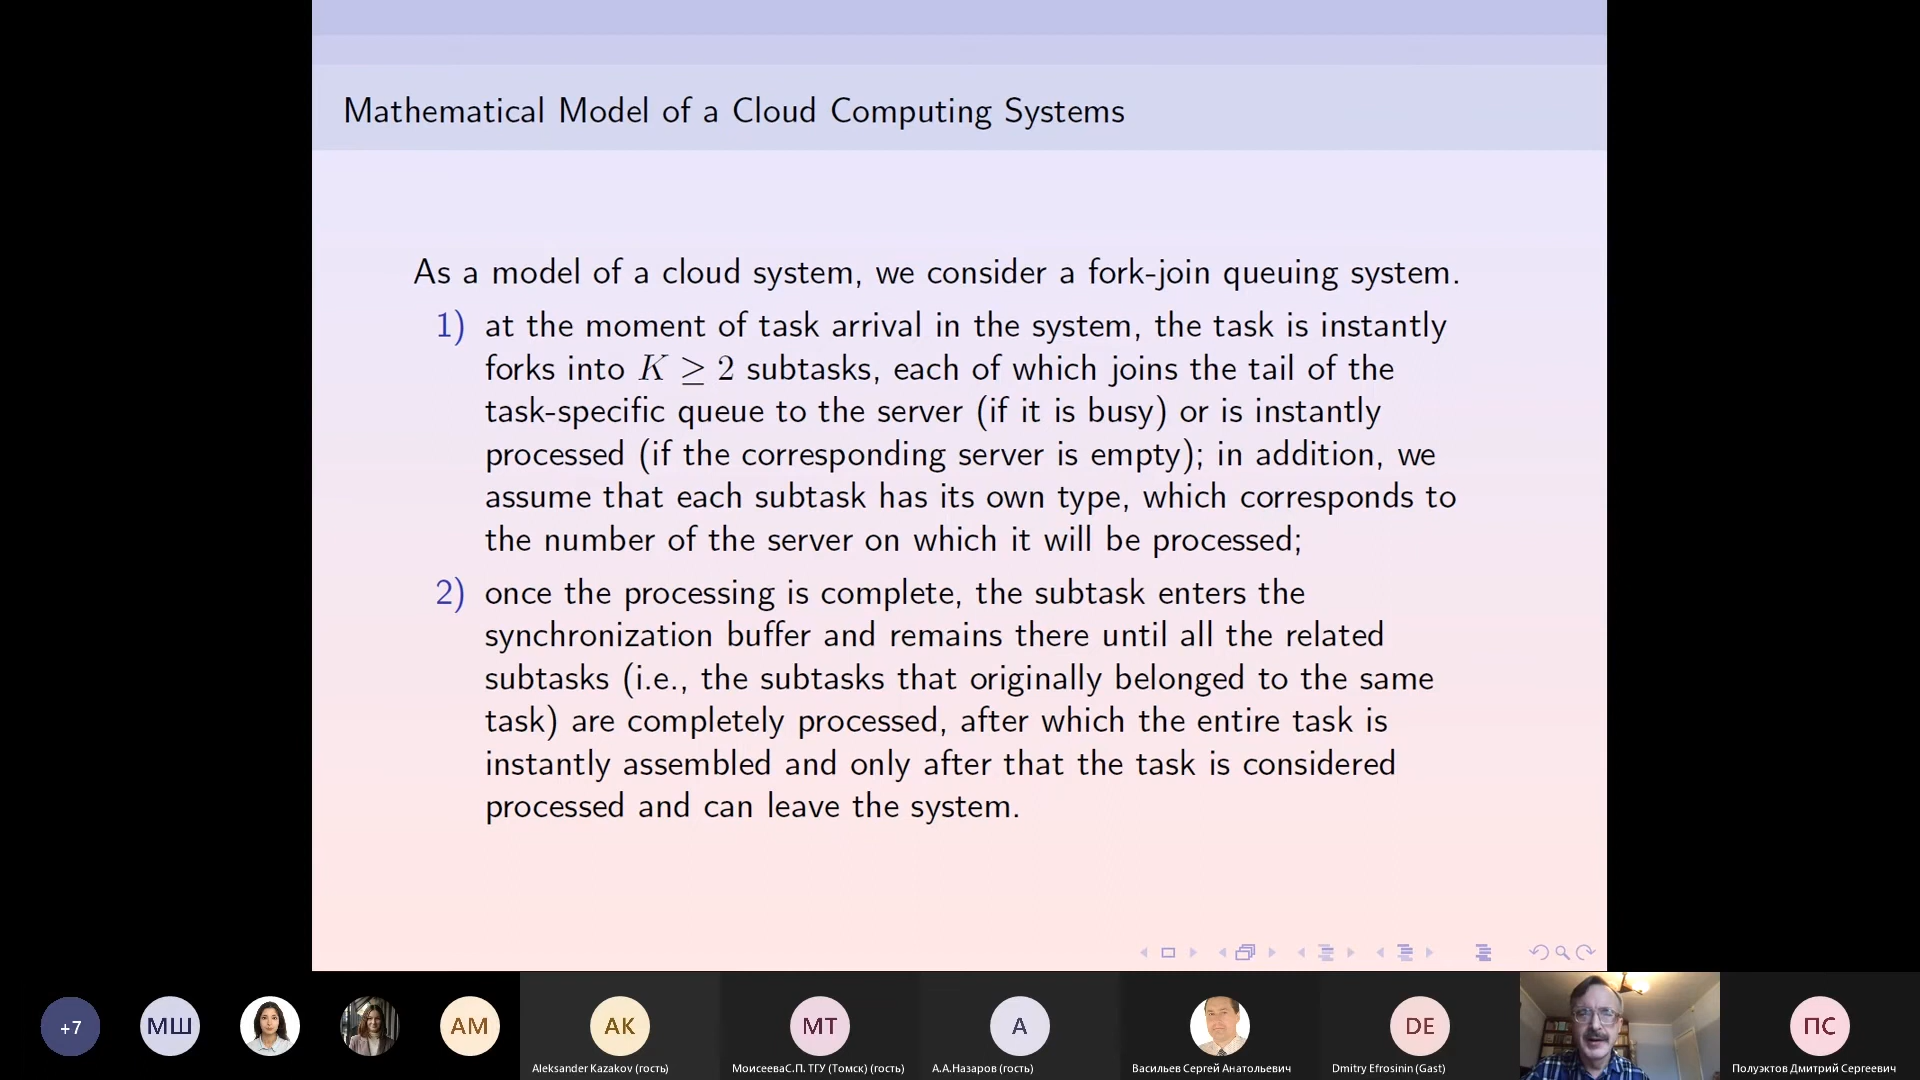 Mathematical Model of a Cloud Computing Systems
As a model of a cloud system, we consider a fork-join queuing system.
1) at the moment of task arrival in the system, the task is instantly
forks into K ≥ 2 subtasks, each of which joins the tail of the
task-specific queue to the server (if it is busy) or is instantly
processed (if the corresponding server is empty); in addition, we
assume that each subtask has its own type, which corresponds to
the number of the server on which it will be processed;
2) once the processing is complete, the subtask enters the
synchronization buffer and remains there until all the related
subtasks (i.e., the subtasks that originally belonged to the same
task) are completely processed, after which the entire task is
instantly assembled and only after that the task is considered
processed and can leave the system.
+7
МШ
АМ
AK
МТ
А
DE
ПС
Aleksander Kazakov (гость)
МоисееваС.П. ТГУ (Томск) (гость)
А.А.Назаров (гость)
Васильев Сергей Анатольевич
Dmitry Efrosinin (Gast)
Полуэктов Дмитрий Сергеевич